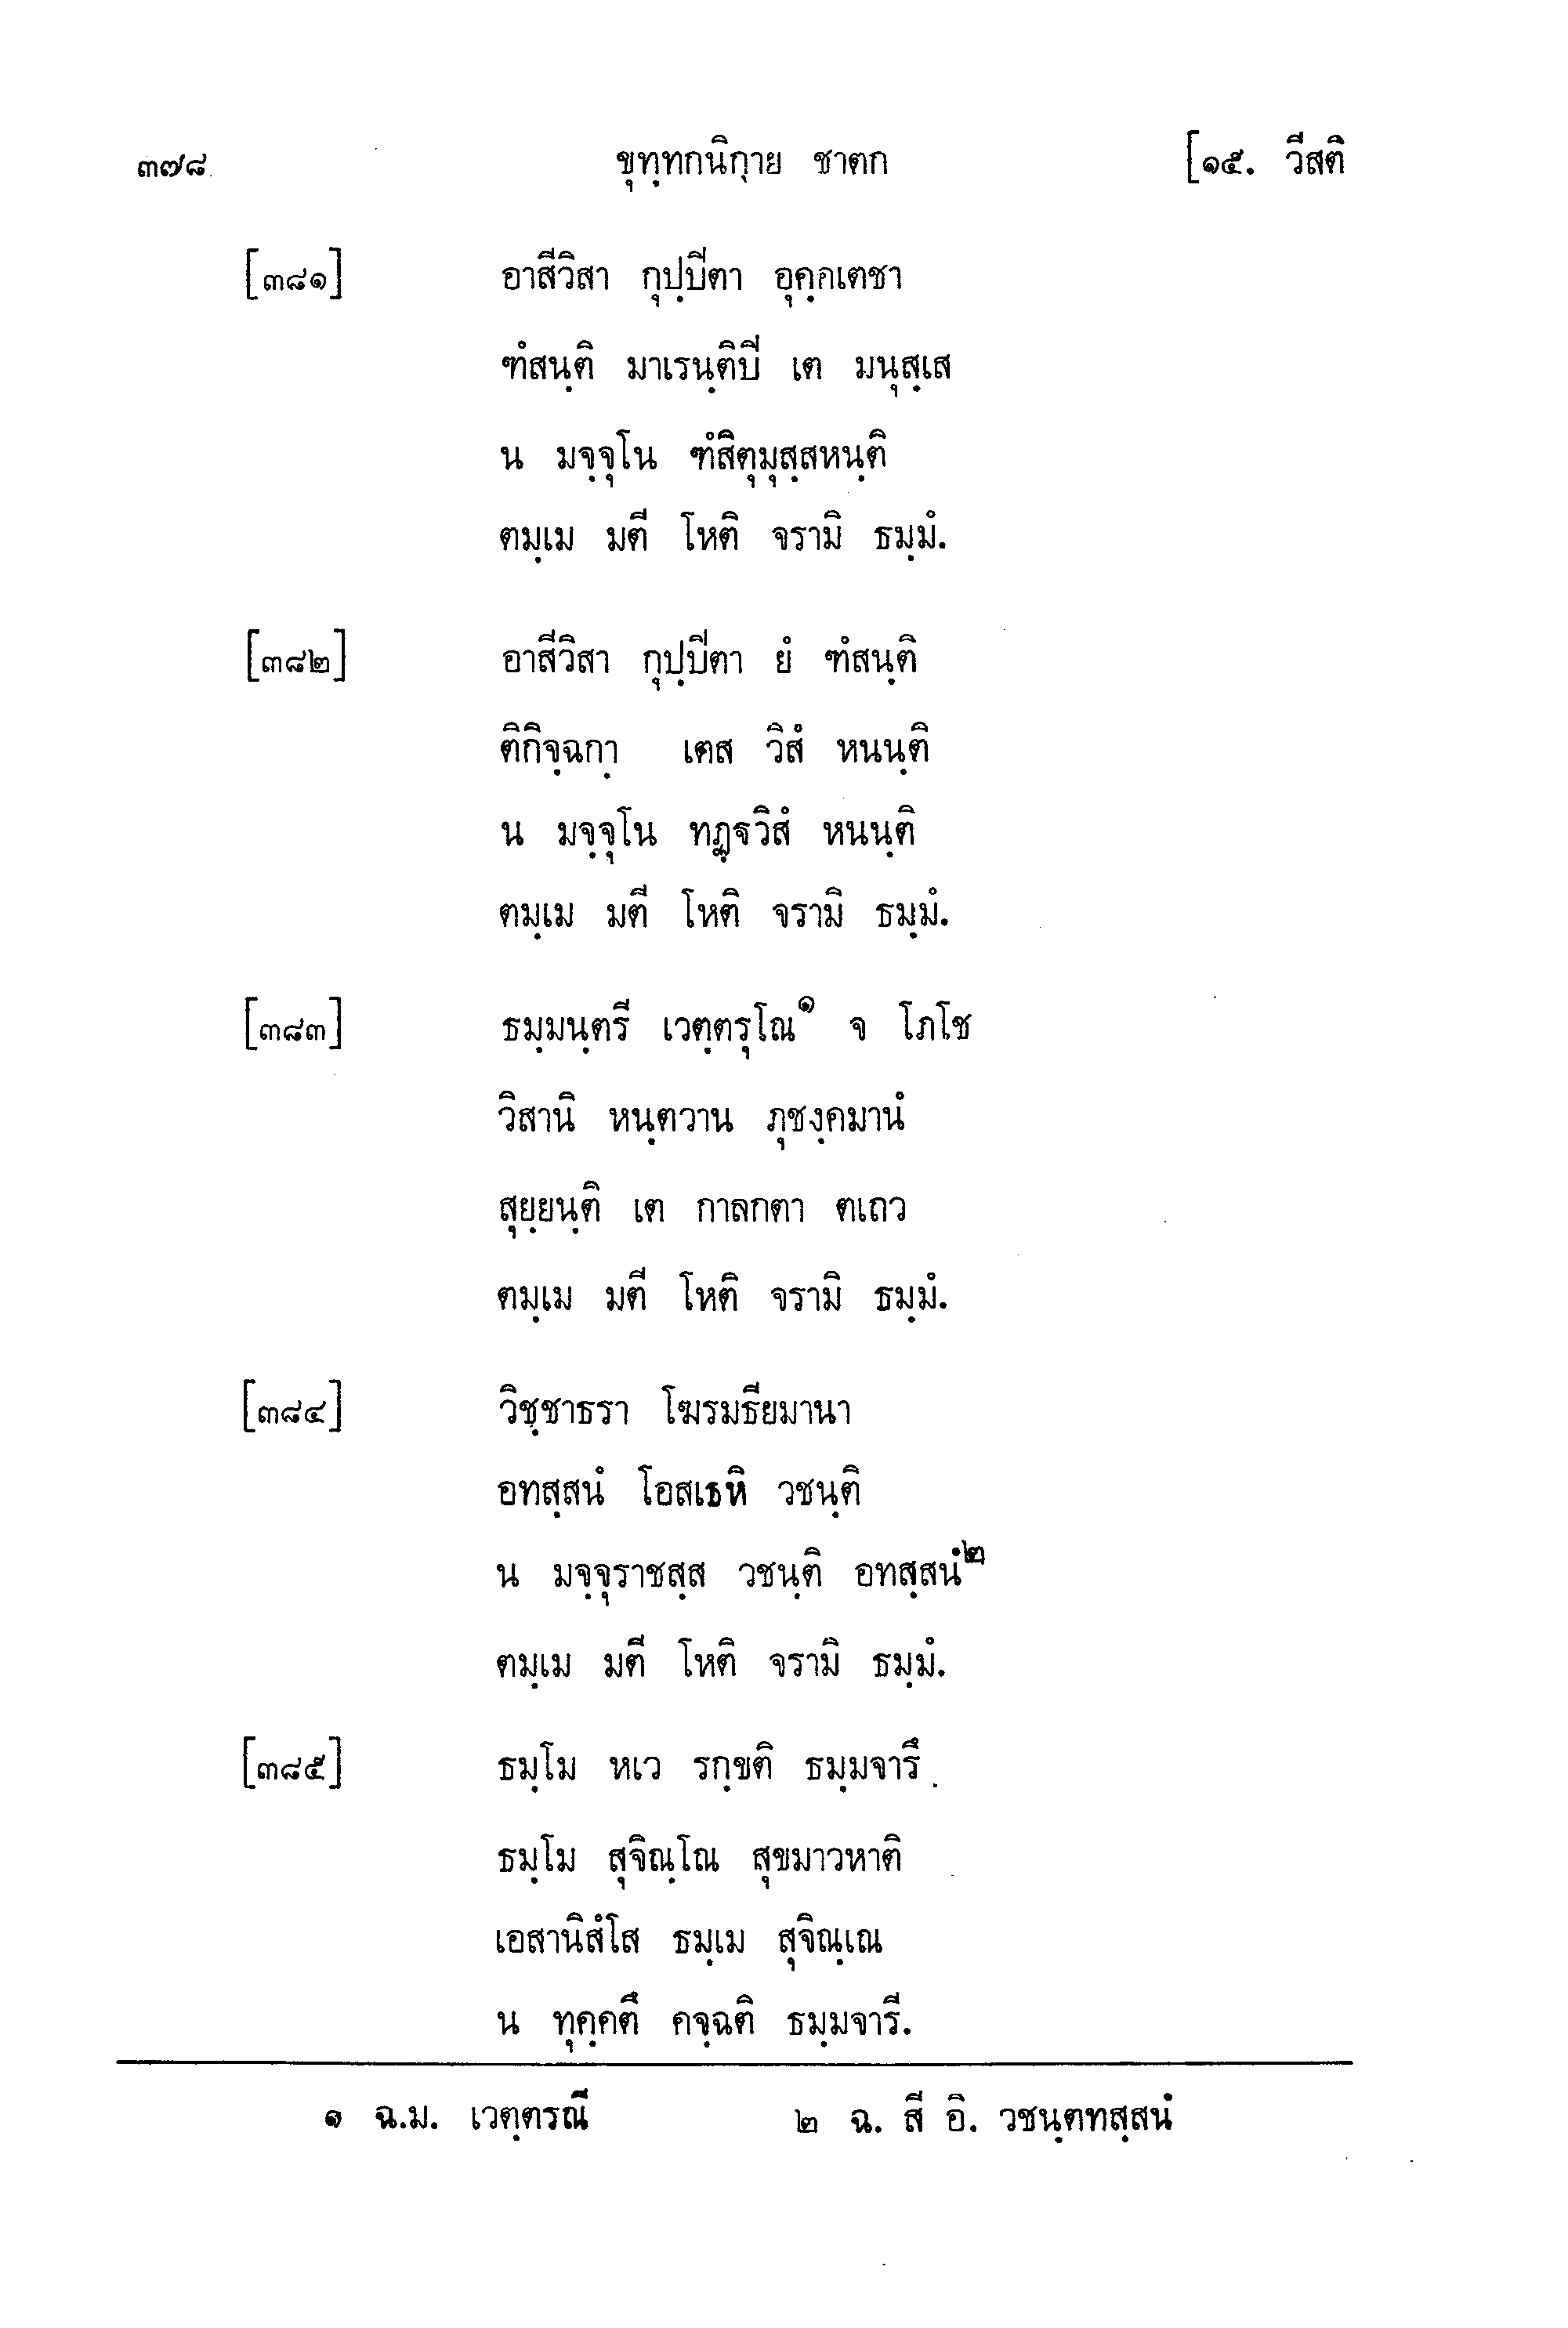 ๓๗๘ ขุทฺทกนิกาย ชาตก [๑๕. วีสติ
[๓๘๑] อาสีวิสา กุปฺปีตา อุคฺคเตชา
ฑํสนฺติ มาเรนฺติปี เต มนุสฺเส
น มจฺจุโน ฑํสิตุมุสฺสหนฺติ
ตมฺเม มตี โหติ จรามิ ธมฺมํ.
[๓๘๒] อาสีวิสา กุปฺปีตา ยํ ฑํสนฺติ
ติกิจฺฉกา เตส วิสํ หนนฺติ
น มจฺจุโน ทฏฺฐวิสํ หนนฺติ
ตมฺเม มตี โหติ จรามิ ธมฺมํ.
[๓๘๓] ธมฺมนฺตรี เวตฺตรุโณ๑ จ โภโช
วิสานิ หนฺตวาน ภุชงฺคมานํ
สุยฺยนฺติ เต กาลกตา ตเถว
ตมฺเม มตี โหติ จรามิ ธมฺมํ.
[๓๘๔] วิชฺชาธรา โฆรมธียมานา
อทสฺสนํ โอสเธหิ วชนฺติ
น มจฺจุราชสฺส วชนฺติ อทสฺสนํ๒
ตมฺเม มตี โหติ จรามิ ธมฺมํ.
[๓๘๕] ธมฺโม หเว รกฺขติ ธมฺมจารึ
ธมฺโม สุจิณฺโณ สุขมาวหาติ
เอสานิสํโส ธมฺเม สุจิณฺเณ
น ทุคฺคตึ คจฺฉติ ธมฺมจารี.
๑ ฉ.ม. เวตฺตรณี ๒ ฉ. สี อิ. วชนฺตทสฺสนํ